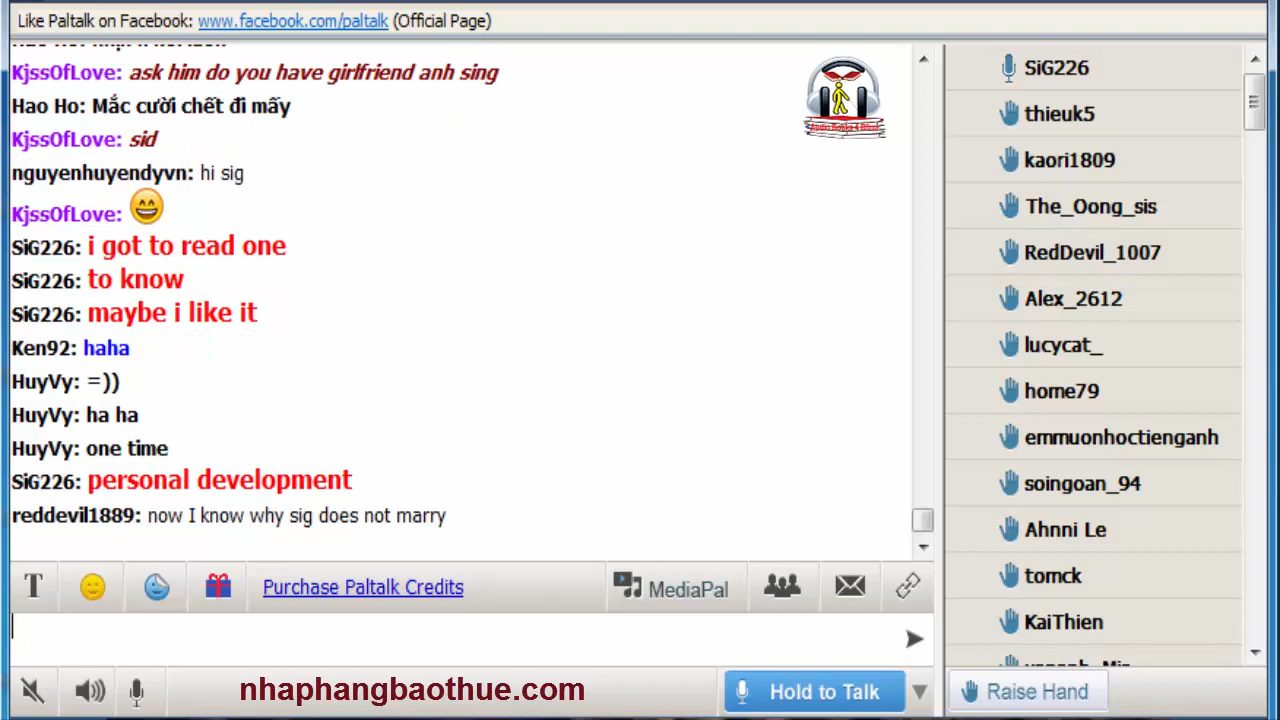 Like Paltalk on Facebook: www.facebook.com/paltalk (Official Page)
KjssOfLove: ask him do you have girlfriend anh sing
Hao Ho: Mắc cười chết đi mấy
KjssOfLove: sid
nguyenhuyendyvn: hi sig
KjssOfLove:
SiG226: i got to read one
SiG226: to know
SiG226: maybe i like it
Ken92: haha
HuyVy: =))
HuyVy: ha ha
HuyVy: one time
SiG226: personal development
reddevil1889: now I know why sig does not marry
Audio Books 4 Blind
T
Purchase Paltalk Credits
MediaPal
nhaphangbaothue.com
Hold to Talk
SiG226
thieuk5
kaori1809
The_Oong_sis
RedDevil_1007
Alex_2612
lucycat_
home79
emmuonhoctienganh
soingoan_94
Ahnni Le
tomck
KaiThien
Raise Hand